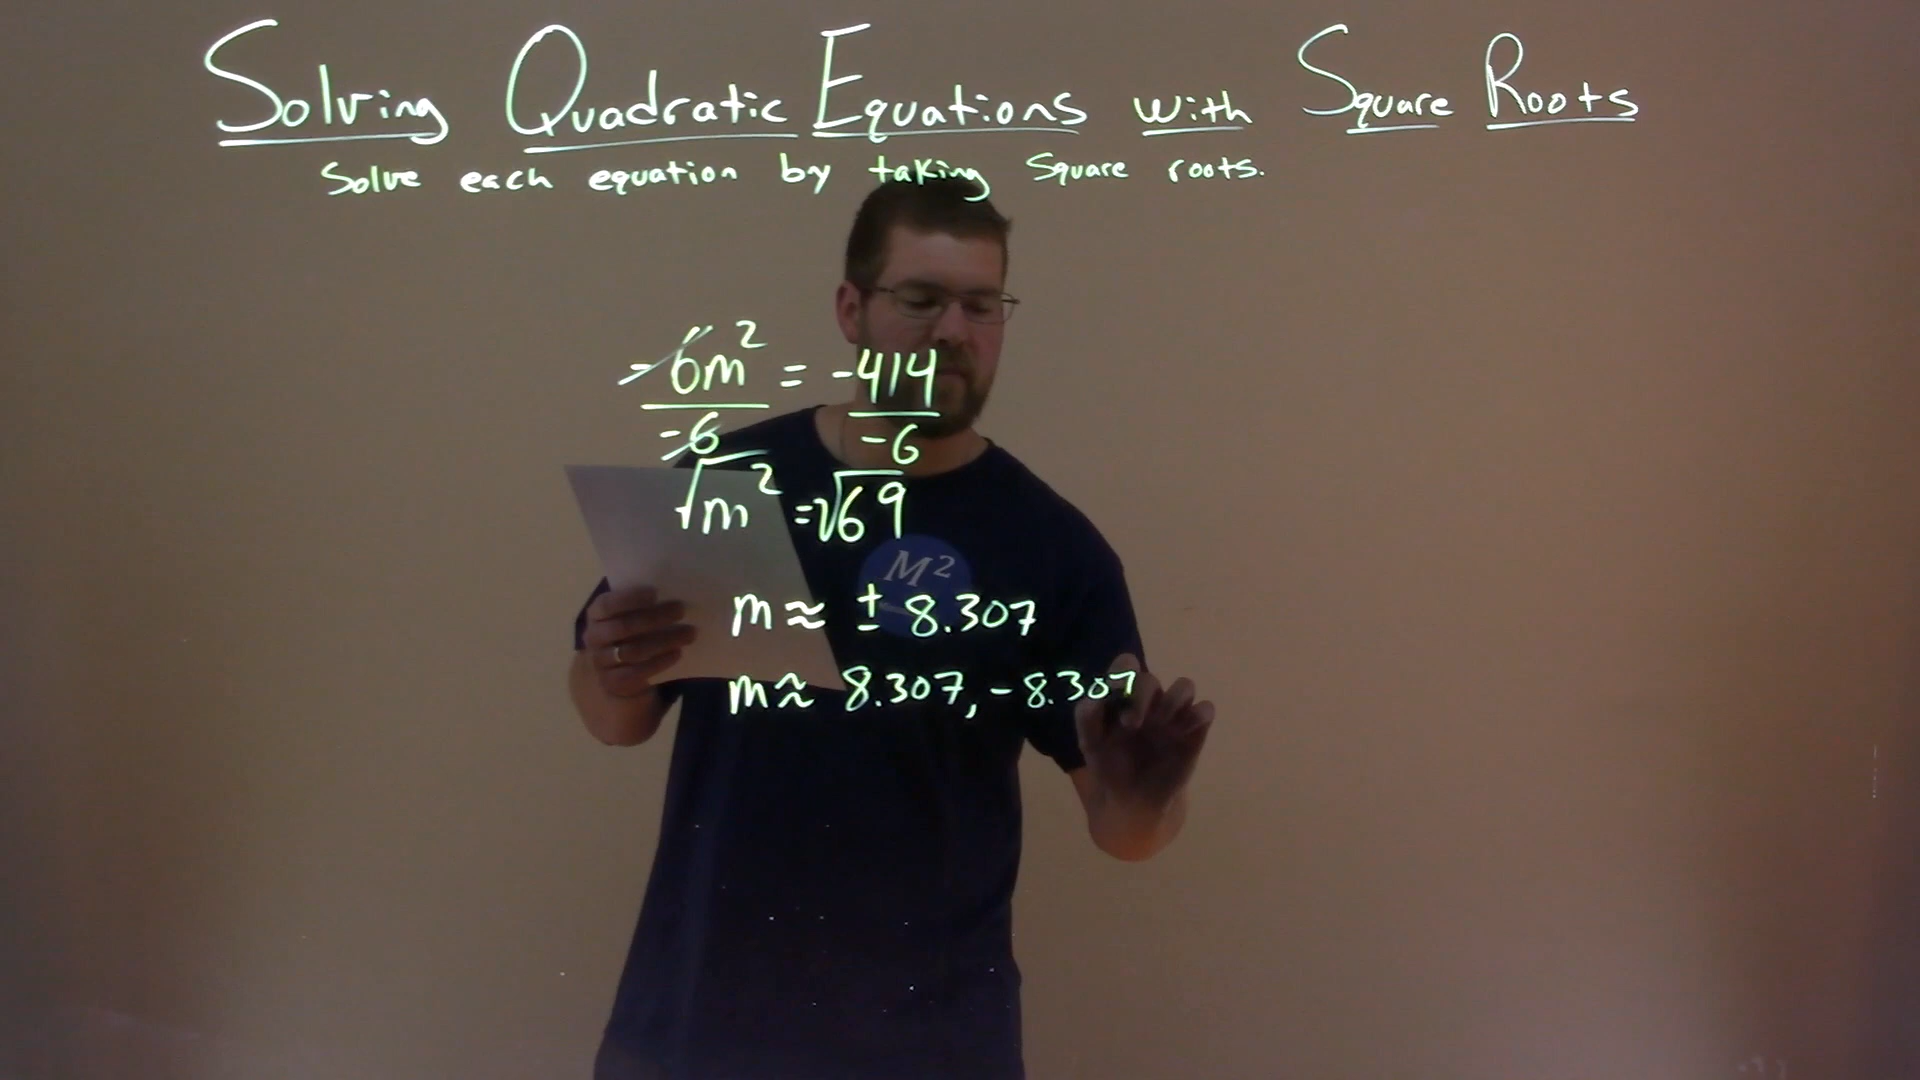 Solving Quadratic Equations with Square Roots
Solve each equation by taking square roots.
-6m² = -414
-6 -6
√m² = √69
M²
m ≈ ± 8.307
m ≈ 8.307, -8.307